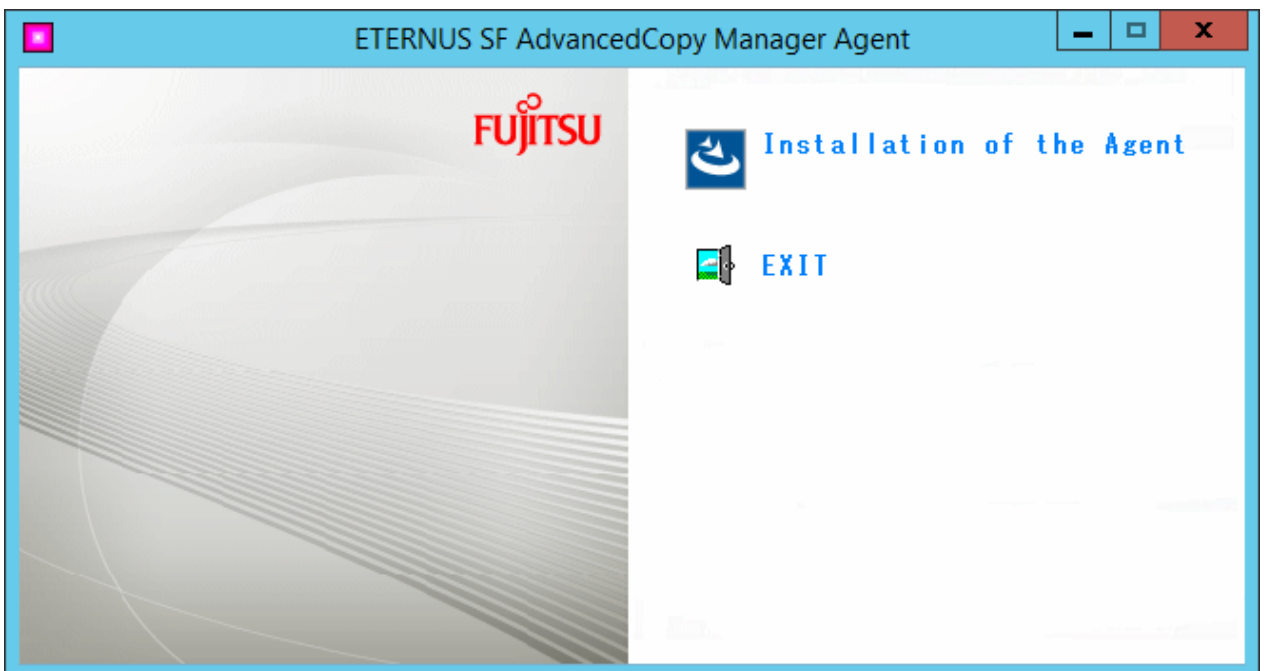 ETERNUS SF AdvancedCopy Manager Agent
FUJITSU
Installation of the Agent
EXIT